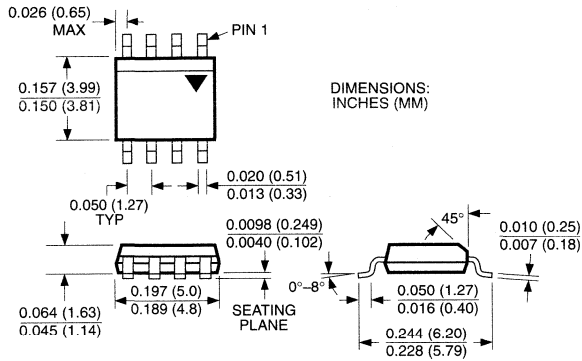 0.026 (0.65)
MAX
PIN 1
0.157 (3.99)
0.150 (3.81)
DIMENSIONS:
INCHES (MM)
0.050 (1.27)
TYP
0.020 (0.51)
0.013 (0.33)
0.0098 (0.249)
0.0040 (0.102)
45°
0.010 (0.25)
0.007 (0.18)
0.064 (1.63)
0.045 (1.14)
0.197 (5.0)
0.189 (4.8)
SEATING
PLANE
0°–8°
0.050 (1.27)
0.016 (0.40)
0.244 (6.20)
0.228 (5.79)